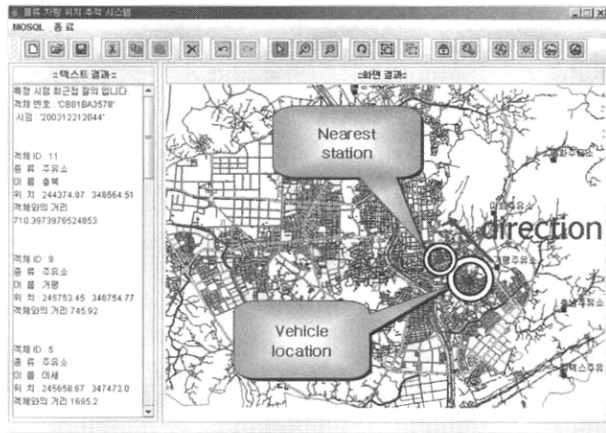 물류 차량 위치 추적 시스템
MOSQL 종료
::텍스트 결과::
::화면 결과::
특정 시점 최근접 질의 입니다.
객체 번호 : 'CB81BA3578'
시점 : '200312212044'
객체 ID : 11
종 류 : 주유소
이 름 : 충북
위 치 : 244374.87 348564.51
객체와의 거리
710.3973976524853
객체 ID : 9
종 류 : 주유소
이 름 : 거평
위 치 : 245753.45 348754.77
객체와의 거리 745.92
객체 ID : 5
종 류 : 주유소
이 름 : 미세
위 치 : 245658.67 347473.0
객체와의 거리 1695.2
Nearest
station
direction
Vehicle
location